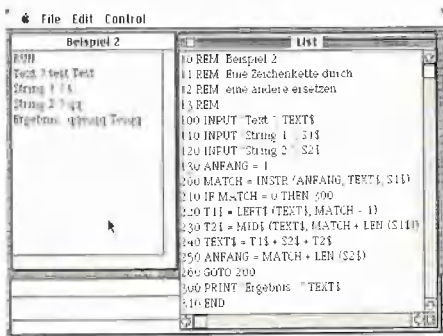 File Edit Control
Beispiel 2
RUN
Text ? test Test
String 1 ? t
String 2 ? qq
Ergebnis
List
10 REM Beispiel 2
11 REM Eine Zeichenkette durch
12 REM eine andere ersetzen
13 REM
100 INPUT "Text " TEXT$
110 INPUT "String 1 ", S1$
120 INPUT "String 2 ", S2$
130 ANFANG = 1
200 MATCH = INSTR (ANFANG, TEXT$, S1$)
210 IF MATCH = 0 THEN 300
220 T1$ = LEFT$ (TEXT$, MATCH - 1)
230 T2$ = MID$ (TEXT$, MATCH + LEN (S1$))
240 TEXT$ = T1$ + S2$ + T2$
250 ANFANG = MATCH + LEN (S2$)
260 GOTO 200
300 PRINT "Ergebnis " TEXT$
310 END